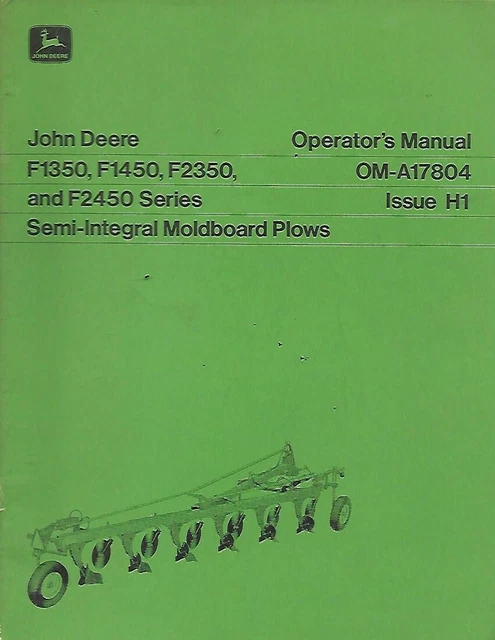 JOHN DEERE
John Deere
F1350, F1450, F2350,
and F2450 Series
Semi-Integral Moldboard Plows
Operator's Manual
OM-A17804
Issue H1